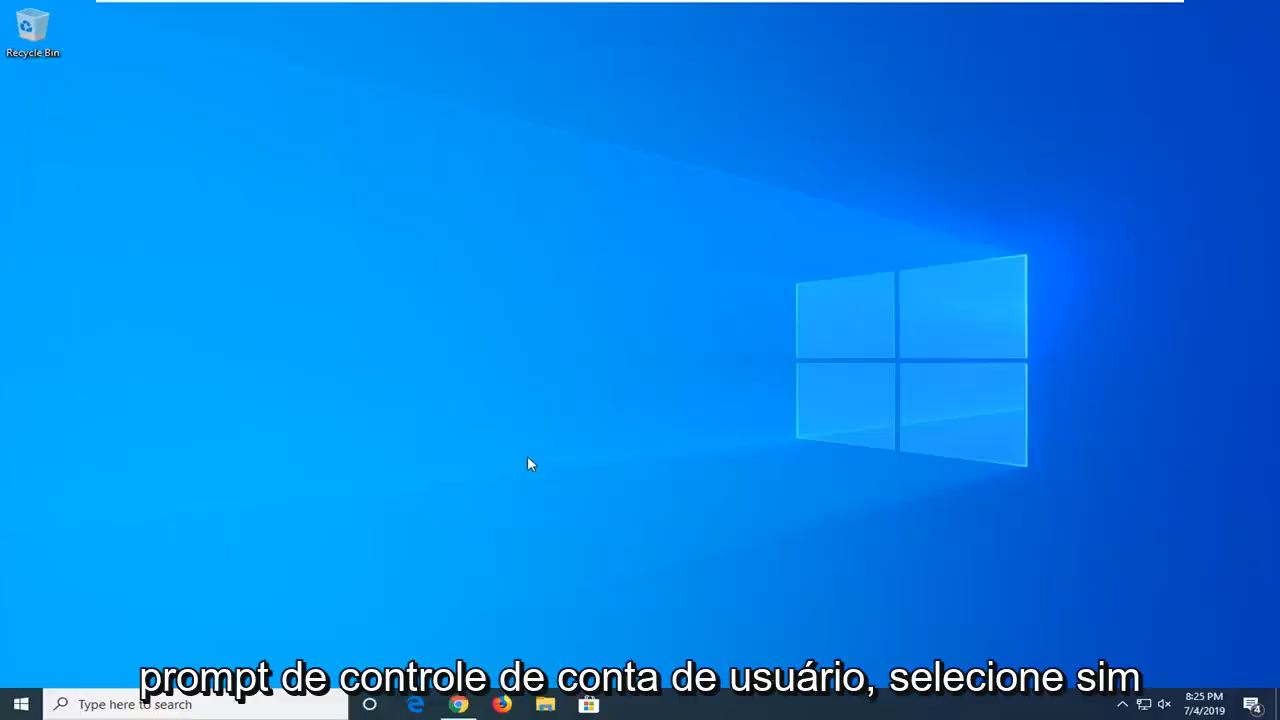 Recycle Bin
prompt de controle de conta de usuário, selecione sim
Type here to search
8:25 PM
7/4/2019
4